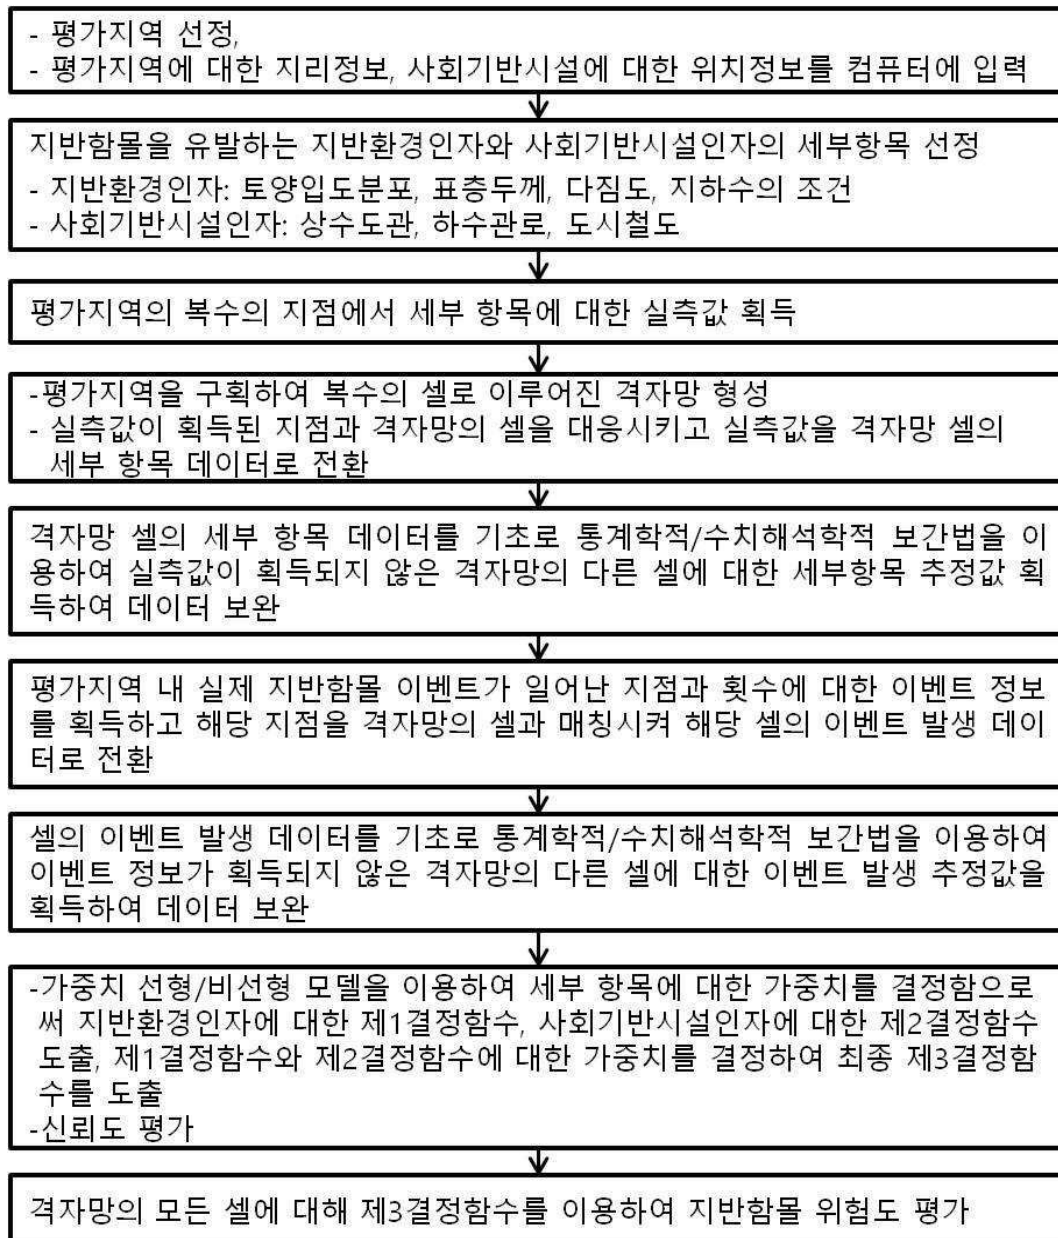 - 평가지역 선정,
- 평가지역에 대한 지리정보, 사회기반시설에 대한 위치정보를 컴퓨터에 입력
지반함몰을 유발하는 지반환경인자와 사회기반시설인자의 세부항목 선정
- 지반환경인자: 토양입도분포, 표층두께, 다짐도, 지하수의 조건
- 사회기반시설인자: 상수도관, 하수관로, 도시철도
평가지역의 복수의 지점에서 세부 항목에 대한 실측값 획득
-평가지역을 구획하여 복수의 셀로 이루어진 격자망 형성
- 실측값이 획득된 지점과 격자망의 셀을 대응시키고 실측값을 격자망 셀의
세부 항목 데이터로 전환
격자망 셀의 세부 항목 데이터를 기초로 통계학적/수치해석학적 보간법을 이
용하여 실측값이 획득되지 않은 격자망의 다른 셀에 대한 세부항목 추정값 획
득하여 데이터 보완
평가지역 내 실제 지반함몰 이벤트가 일어난 지점과 횟수에 대한 이벤트 정보
를 획득하고 해당 지점을 격자망의 셀과 매칭시켜 해당 셀의 이벤트 발생 데이
터로 전환
셀의 이벤트 발생 데이터를 기초로 통계학적/수치해석학적 보간법을 이용하여
이벤트 정보가 획득되지 않은 격자망의 다른 셀에 대한 이벤트 발생 추정값을
획득하여 데이터 보완
-가중치 선형/비선형 모델을 이용하여 세부 항목에 대한 가중치를 결정함으로
써 지반환경인자에 대한 제1결정함수, 사회기반시설인자에 대한 제2결정함수
도출, 제1결정함수와 제2결정함수에 대한 가중치를 결정하여 최종 제3결정함
수를 도출
-신뢰도 평가
격자망의 모든 셀에 대해 제3결정함수를 이용하여 지반함몰 위험도 평가